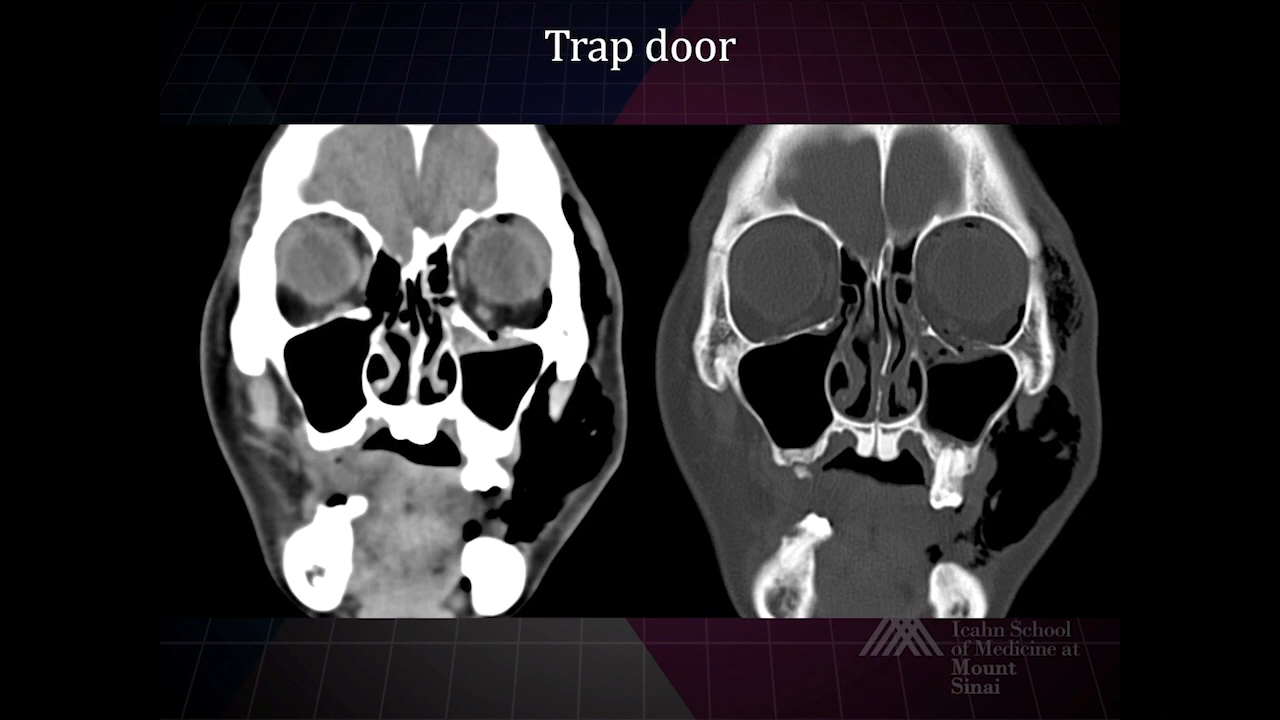 Trap door
Icahn School
of Medicine at
Mount
Sinai